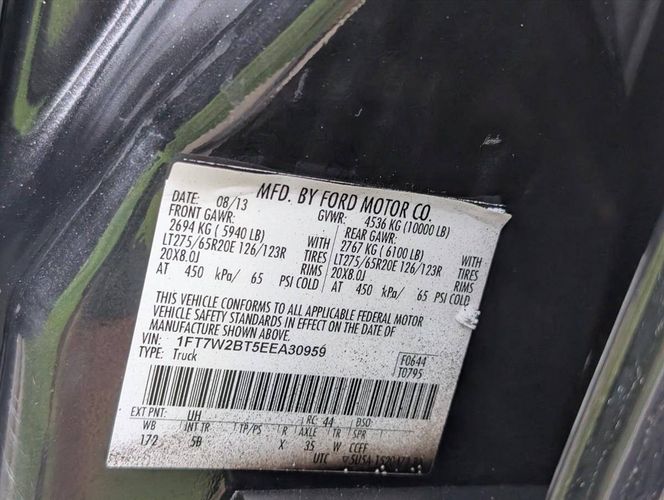 MFD. BY FORD MOTOR CO.
DATE: 08/13 GVWR: 4536 KG (10000 LB)
FRONT GAWR: REAR GAWR:
2694 KG ( 5940 LB) WITH 2767 KG ( 6100 LB) WITH
LT275/65R20E 126/123R TIRES LT275/65R20E 126/123R TIRES
20X8.0J RIMS 20X8.0J RIMS
AT 450 kPa/ 65 PSI COLD AT 450 kPa/ 65 PSI COLD
THIS VEHICLE CONFORMS TO ALL APPLICABLE FEDERAL MOTOR
VEHICLE SAFETY STANDARDS IN EFFECT ON THE DATE OF
MANUFACTURE SHOWN ABOVE.
VIN: 1FT7W2BT5EEA30959
TYPE: Truck
F0644
T0795
EXT PNT: UH RC: 44 BSO:
WB INT TR TP/PS R AXLE TR SPR
172 5B X 35 W CCFF
UTC